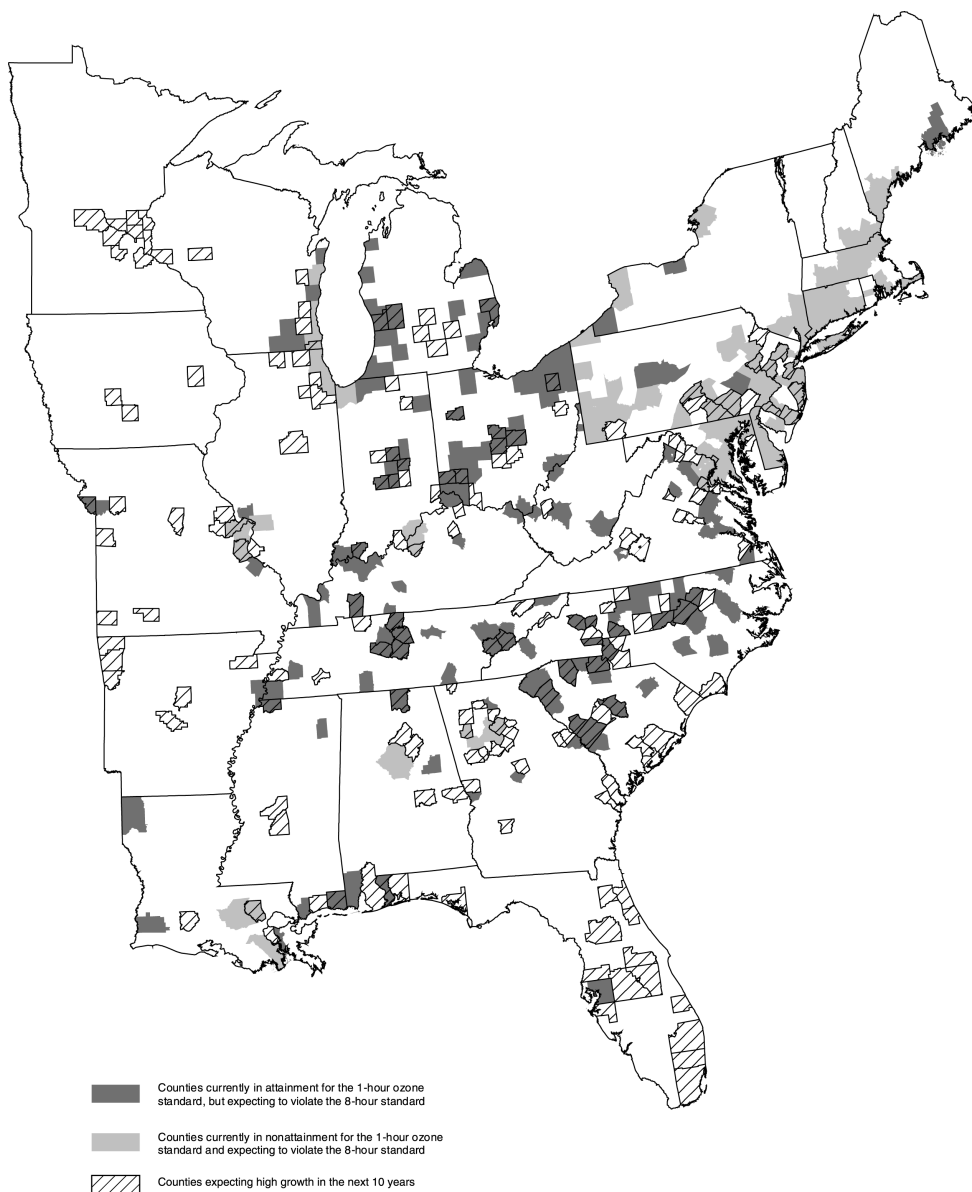 Counties currently in attainment for the 1-hour ozone
standard, but expecting to violate the 8-hour standard
Counties currently in nonattainment for the 1-hour ozone
standard and expecting to violate the 8-hour standard
Counties expecting high growth in the next 10 years